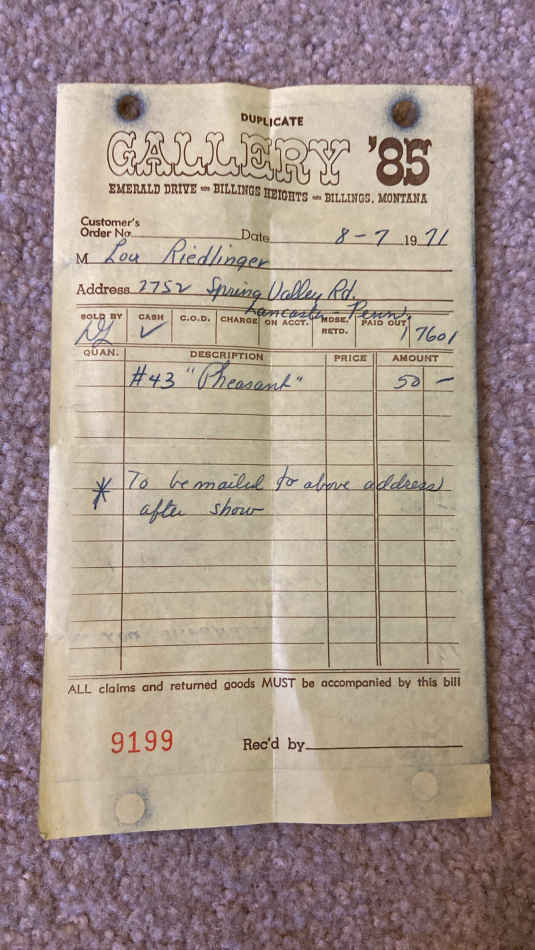 DUPLICATE
GALLERY '85
EMERALD DRIVE — BILLINGS HEIGHTS — BILLINGS, MONTANA
Customer's
Order No. Date 8-7 1971
M Lou Riedlinger
Address 2752 Spring Valley Rd.
Lancaster Penn.
SOLD BY CASH ✓ C.O.D. CHARGE ON ACCT. MDSE. RETD. PAID OUT 17601
QUAN. DESCRIPTION PRICE AMOUNT
#43 "Pheasant" 50 —
* To be mailed to above address
after show
ALL claims and returned goods MUST be accompanied by this bill
9199 Rec'd by